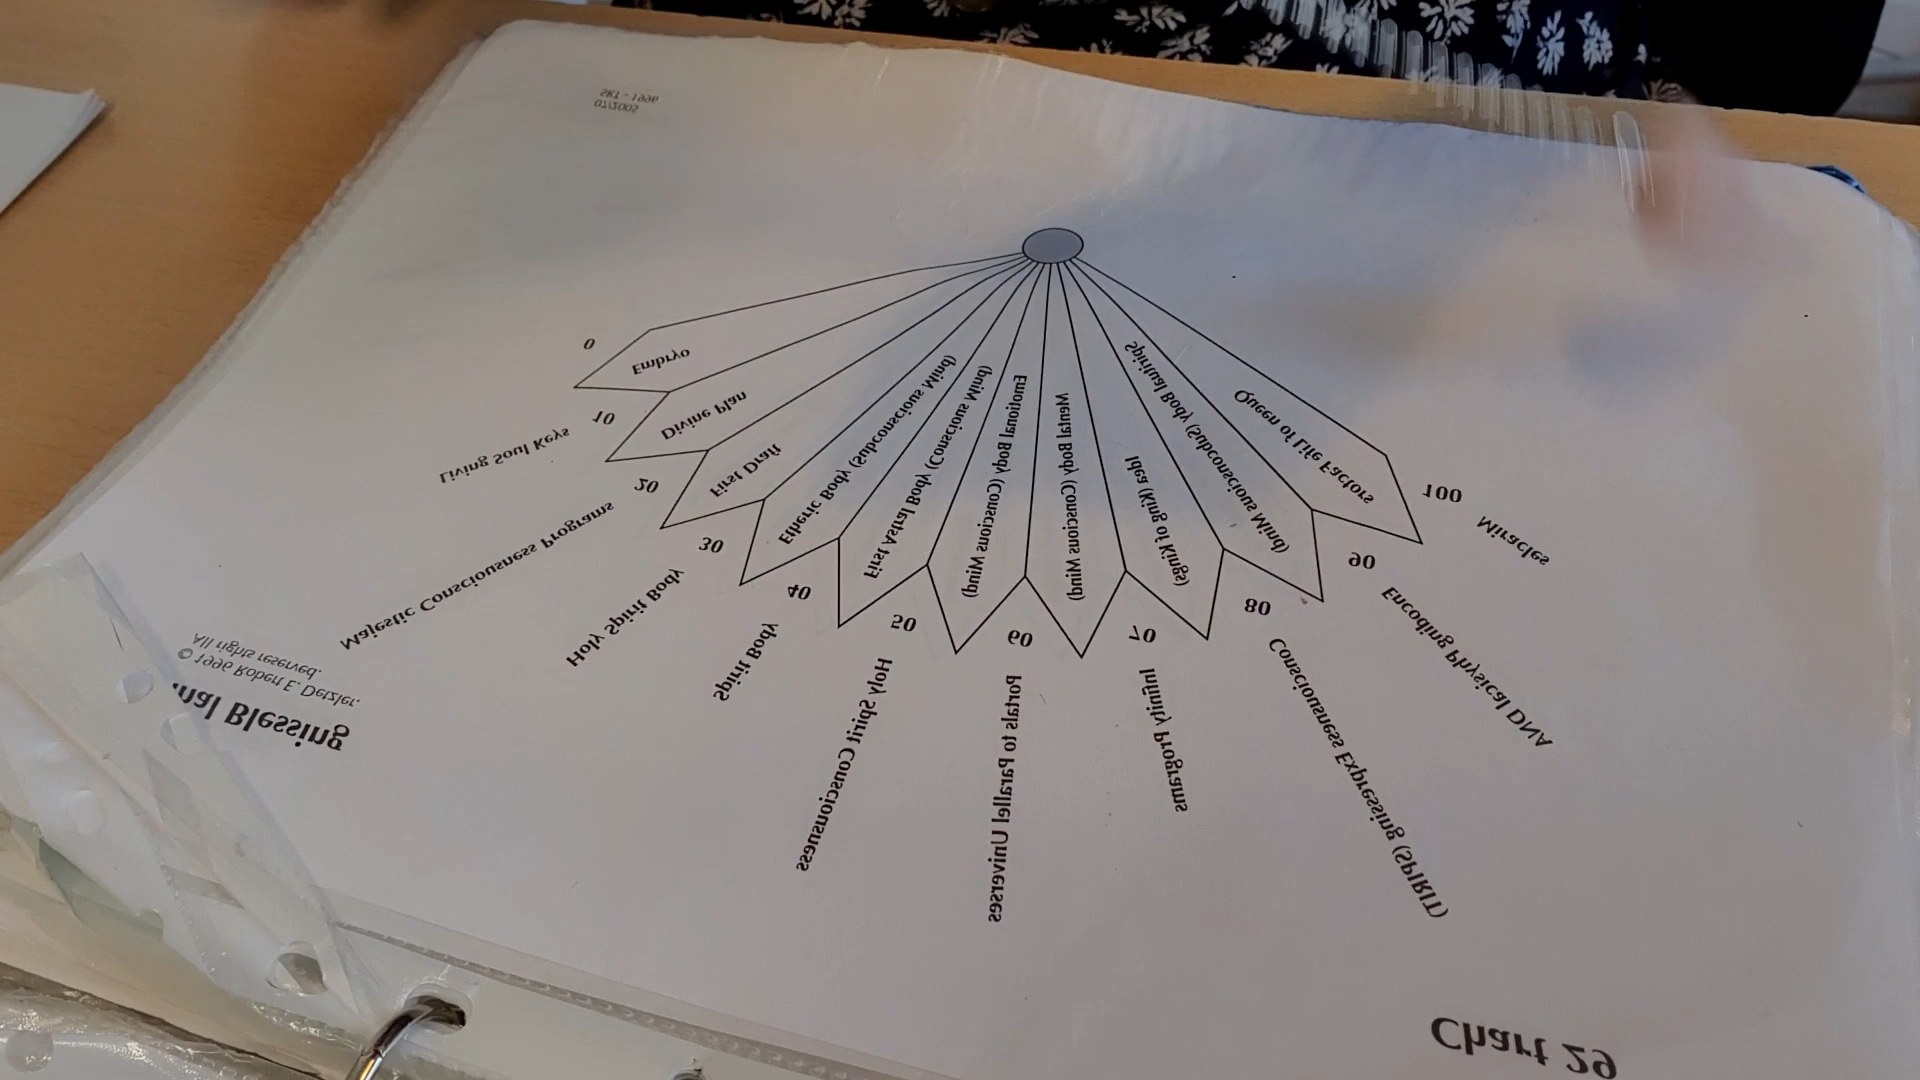 Chart 29
nal Blessing
© 1996 Robert E. Detzler.
All rights reserved.
Living Soul Keys
Majestic Consciousness Programs
Holy Spirit Body
Spirit Body
Holy Spirit Consciousness
Portals to Parallel Universes
Infinity Programs
Consciousness Expressing (SPIRIT)
Encoding Physical DNA
Miracles
0
10
20
30
40
50
60
70
80
90
100
Embryo
Divine Plan
First Draft
Etheric Body (Subconscious Mind)
First Astral Body (Conscious Mind)
Emotional Body (Conscious Mind)
Mental Body (Conscious Mind)
Idea (King of Kings)
Spiritual Body (Subconscious Mind)
Queen of Life Factors
07/2005
SRT - 1996